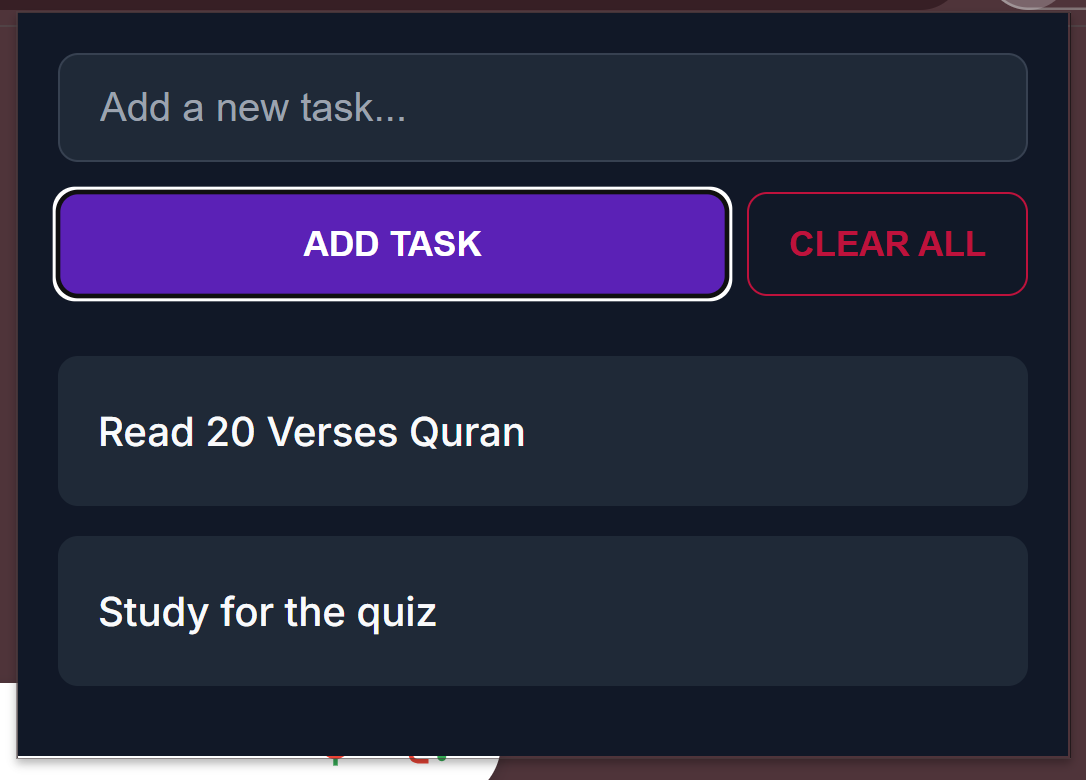 Add a new task...
ADD TASK
CLEAR ALL
Read 20 Verses Quran
Study for the quiz